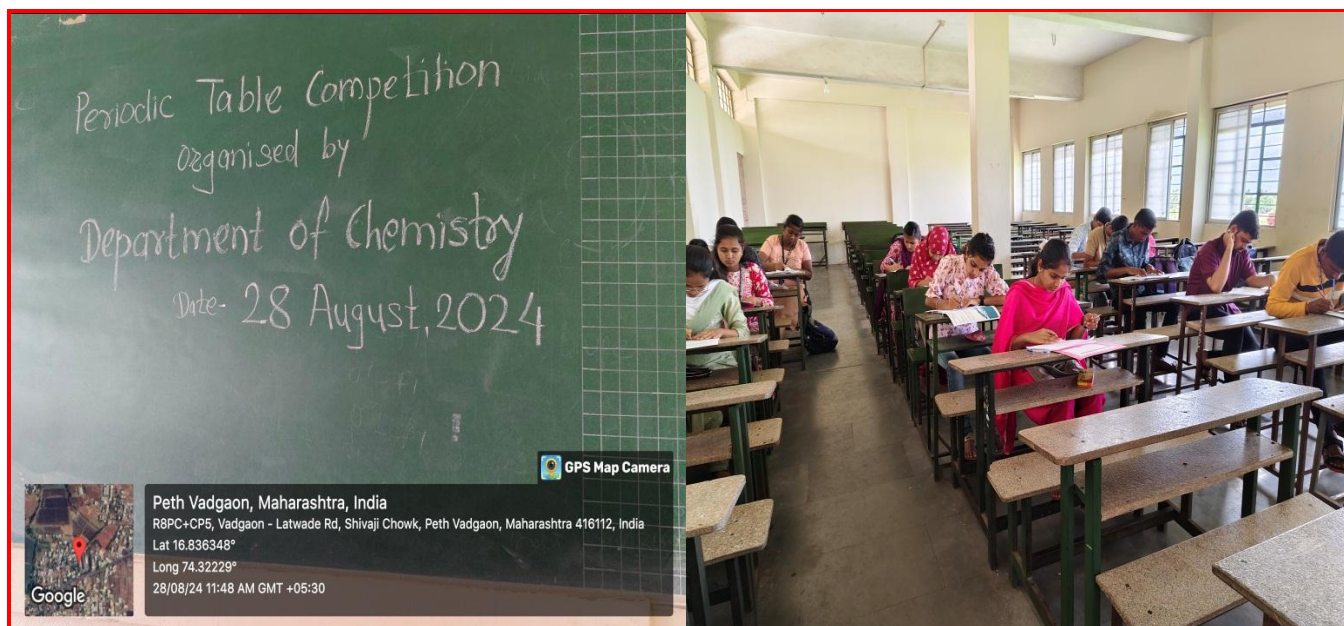 Periodic Table Competition
organised by
Department of Chemistry
Date- 28 August, 2024
GPS Map Camera
Peth Vadgaon, Maharashtra, India
R8PC+CP5, Vadgaon - Latwade Rd, Shivaji Chowk, Peth Vadgaon, Maharashtra 416112, India
Lat 16.836348°
Long 74.32229°
28/08/24 11:48 AM GMT +05:30
Google